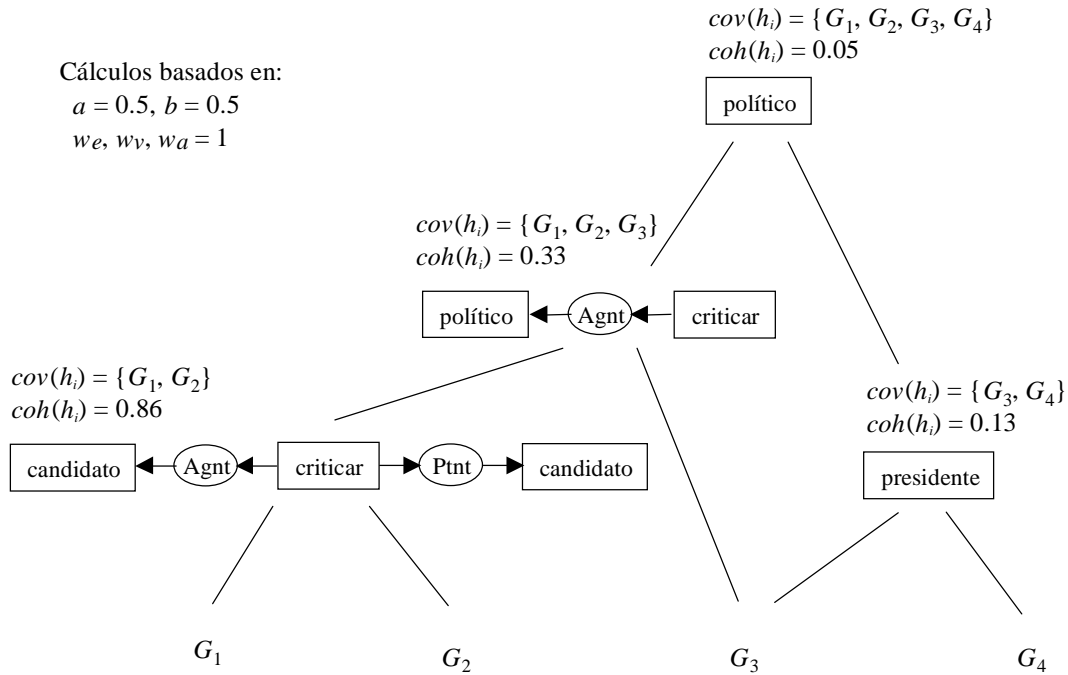 cov(hᵢ) = {G₁, G₂, G₃, G₄}
coh(hᵢ) = 0.05
político
Cálculos basados en:
a = 0.5, b = 0.5
wₑ, wᵥ, wₐ = 1
cov(hᵢ) = {G₁, G₂, G₃}
coh(hᵢ) = 0.33
político Agnt criticar
cov(hᵢ) = {G₁, G₂}
coh(hᵢ) = 0.86
candidato Agnt criticar Ptnt candidato
cov(hᵢ) = {G₃, G₄}
coh(hᵢ) = 0.13
presidente
G₁ G₂ G₃ G₄